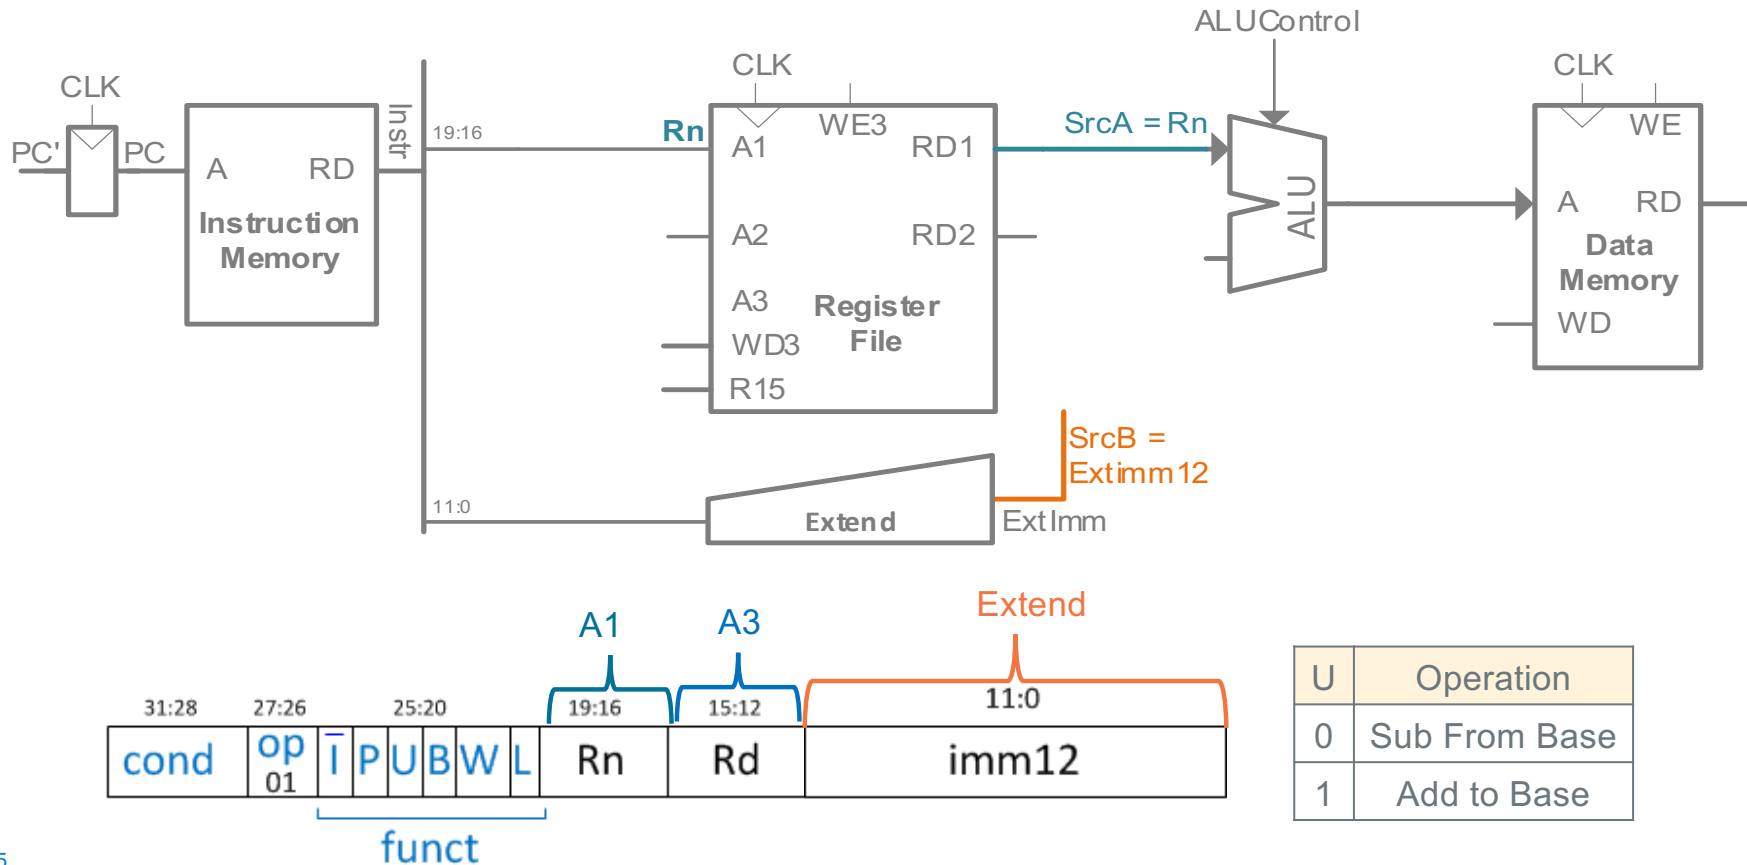 ALUControl
CLK
CLK
CLK
PC'
PC
A
RD
Instruction
Memory
Instr
19:16
Rn
A1
WE3
RD1
A2
RD2
A3
WD3
R15
Register
File
SrcA = Rn
ALU
WE
A
RD
Data
Memory
WD
SrcB =
Extimm12
11:0
Extend
ExtImm
A1
A3
Extend
31:28
27:26
25:20
19:16
15:12
11:0
cond
op
01
I̅
P
U
B
W
L
Rn
Rd
imm12
funct
U Operation
0 Sub From Base
1 Add to Base
5